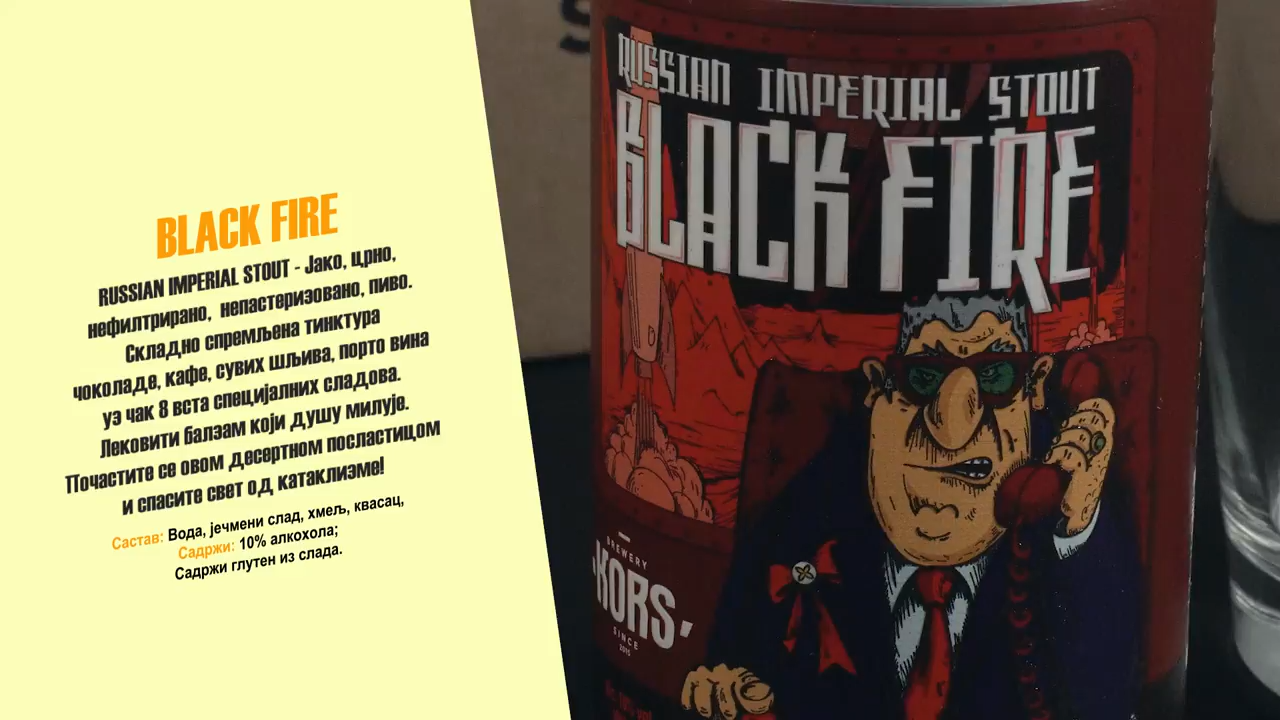 BLACK FIRE
RUSSIAN IMPERIAL STOUT - Јако, црно,
нефилтрирано, непастеризовано, пиво.
Складно спремљена тинктура
чоколаде, кафе, сувих шљива, порто вина
уз чак 8 вста специјалних сладова.
Лековити балзам који душу милује.
Почастите се овом десертном посластицом
и спасите свет од катаклизме!
Састав: Вода, јечмени слад, хмељ, квасац,
Садржи: 10% алкохола;
Садржи глутен из слада.
RUSSIAN IMPERIAL STOUT
BLACK FIRE
BREWERY
KORS'
SINCE
2015